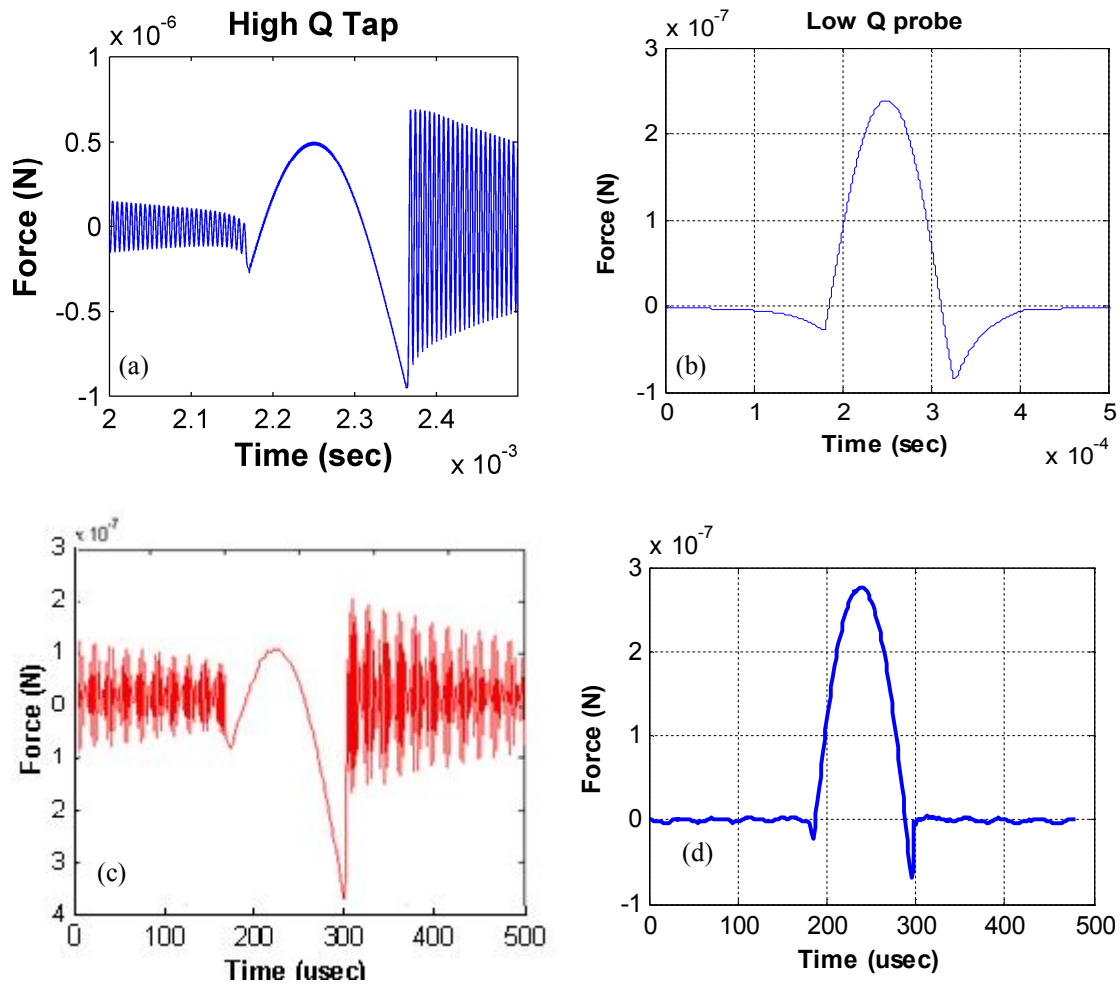 High Q Tap
x 10⁻⁶
1
0.5
0
-0.5
-1
Force (N)
(a)
2 2.1 2.2 2.3 2.4
Time (sec)
x 10⁻³
Low Q probe
x 10⁻⁷
3
2
1
0
-1
Force (N)
(b)
0 1 2 3 4 5
Time (sec)
x 10⁻⁴
x 10⁻⁷
3
2
1
0
1
2
3
4
Force (N)
(c)
0 100 200 300 400 500
Time (usec)
x 10⁻⁷
3
2
1
0
-1
Force (N)
(d)
0 200 400 600 800
Time (usec)